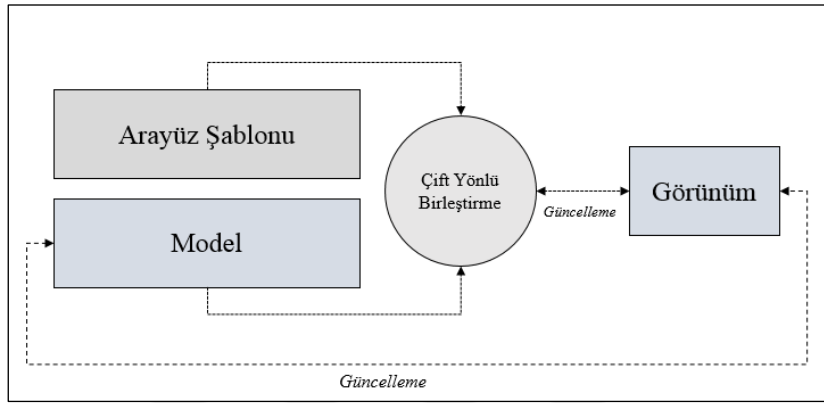 Arayüz Şablonu
Model
Çift Yönlü
Birleştirme
Güncelleme
Görünüm
Güncelleme